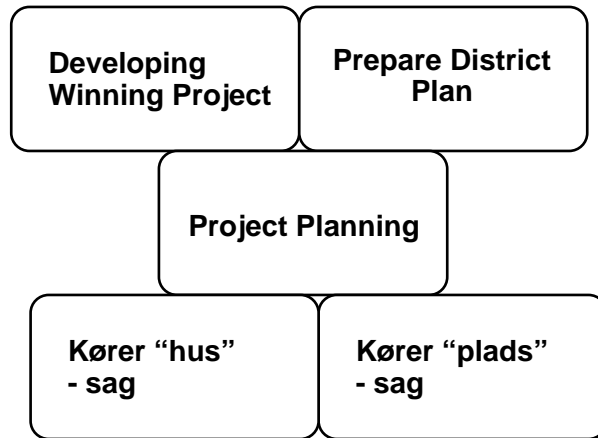 Developing
Winning Project
Prepare District
Plan
Project Planning
Kører “hus”
- sag
Kører “plads”
- sag